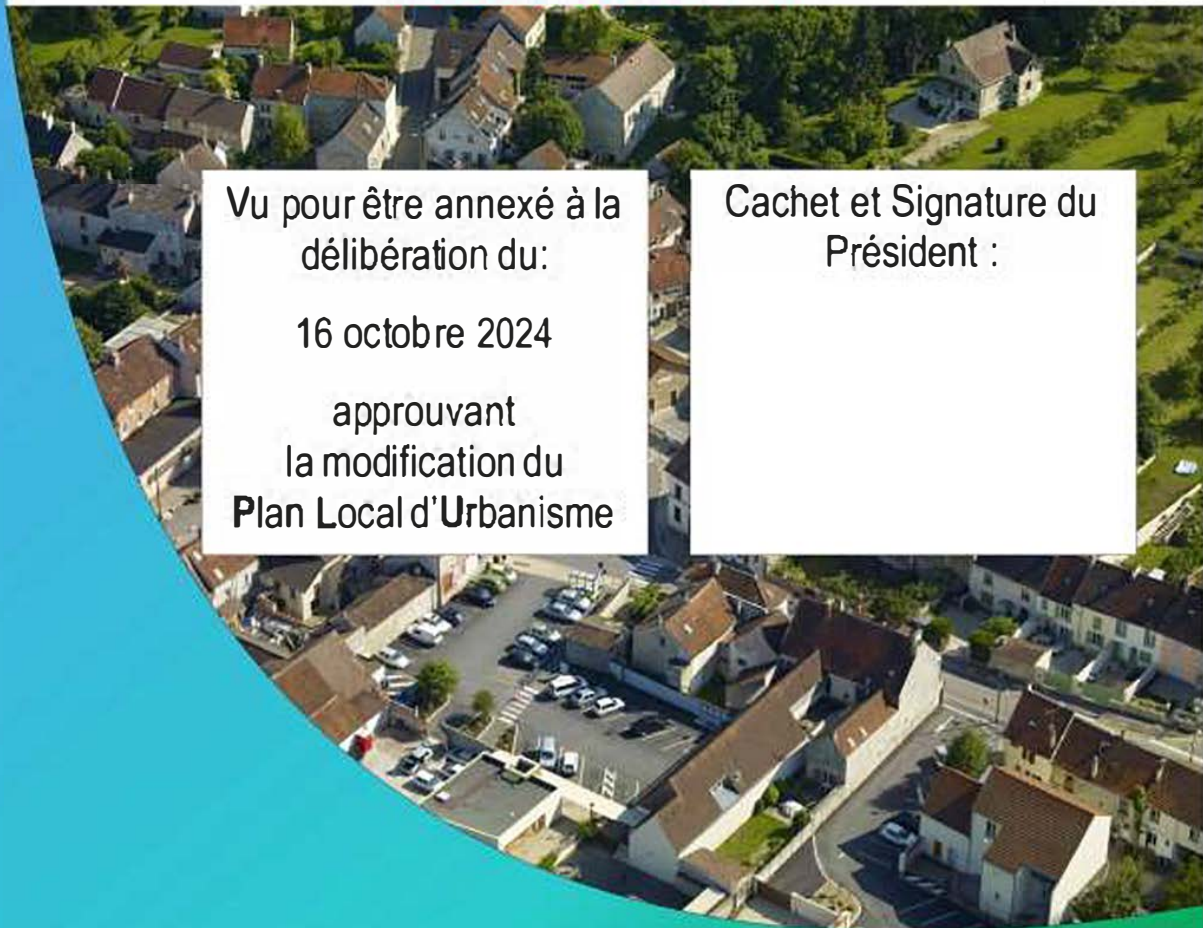 Vu pour être annexé à la
délibération du:
16 octobre 2024
approuvant
la modification du
Plan Local d'Urbanisme
Cachet et Signature du
Président :